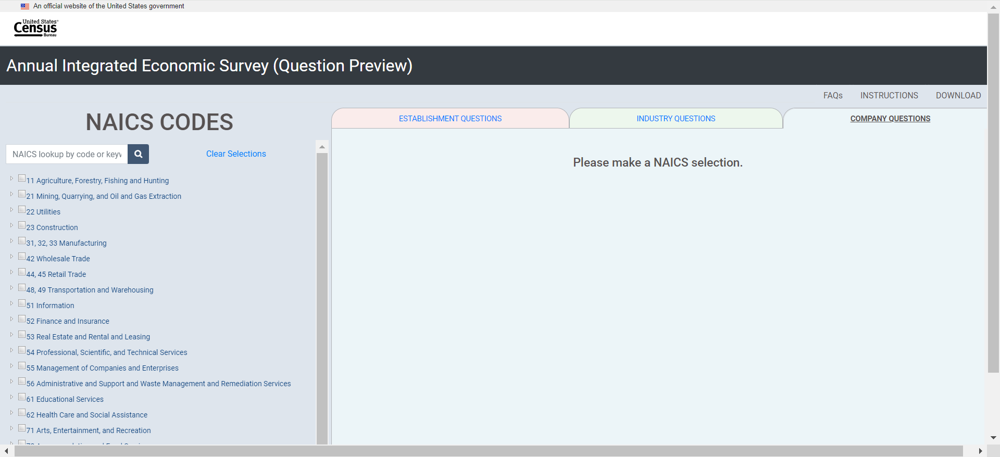 An official website of the United States government
United States®
Census
Bureau
Annual Integrated Economic Survey (Question Preview)
FAQs INSTRUCTIONS DOWNLOAD
NAICS CODES
ESTABLISHMENT QUESTIONS INDUSTRY QUESTIONS COMPANY QUESTIONS
NAICS lookup by code or keyw
Clear Selections
Please make a NAICS selection.
11 Agriculture, Forestry, Fishing and Hunting
21 Mining, Quarrying, and Oil and Gas Extraction
22 Utilities
23 Construction
31, 32, 33 Manufacturing
42 Wholesale Trade
44, 45 Retail Trade
48, 49 Transportation and Warehousing
51 Information
52 Finance and Insurance
53 Real Estate and Rental and Leasing
54 Professional, Scientific, and Technical Services
55 Management of Companies and Enterprises
56 Administrative and Support and Waste Management and Remediation Services
61 Educational Services
62 Health Care and Social Assistance
71 Arts, Entertainment, and Recreation